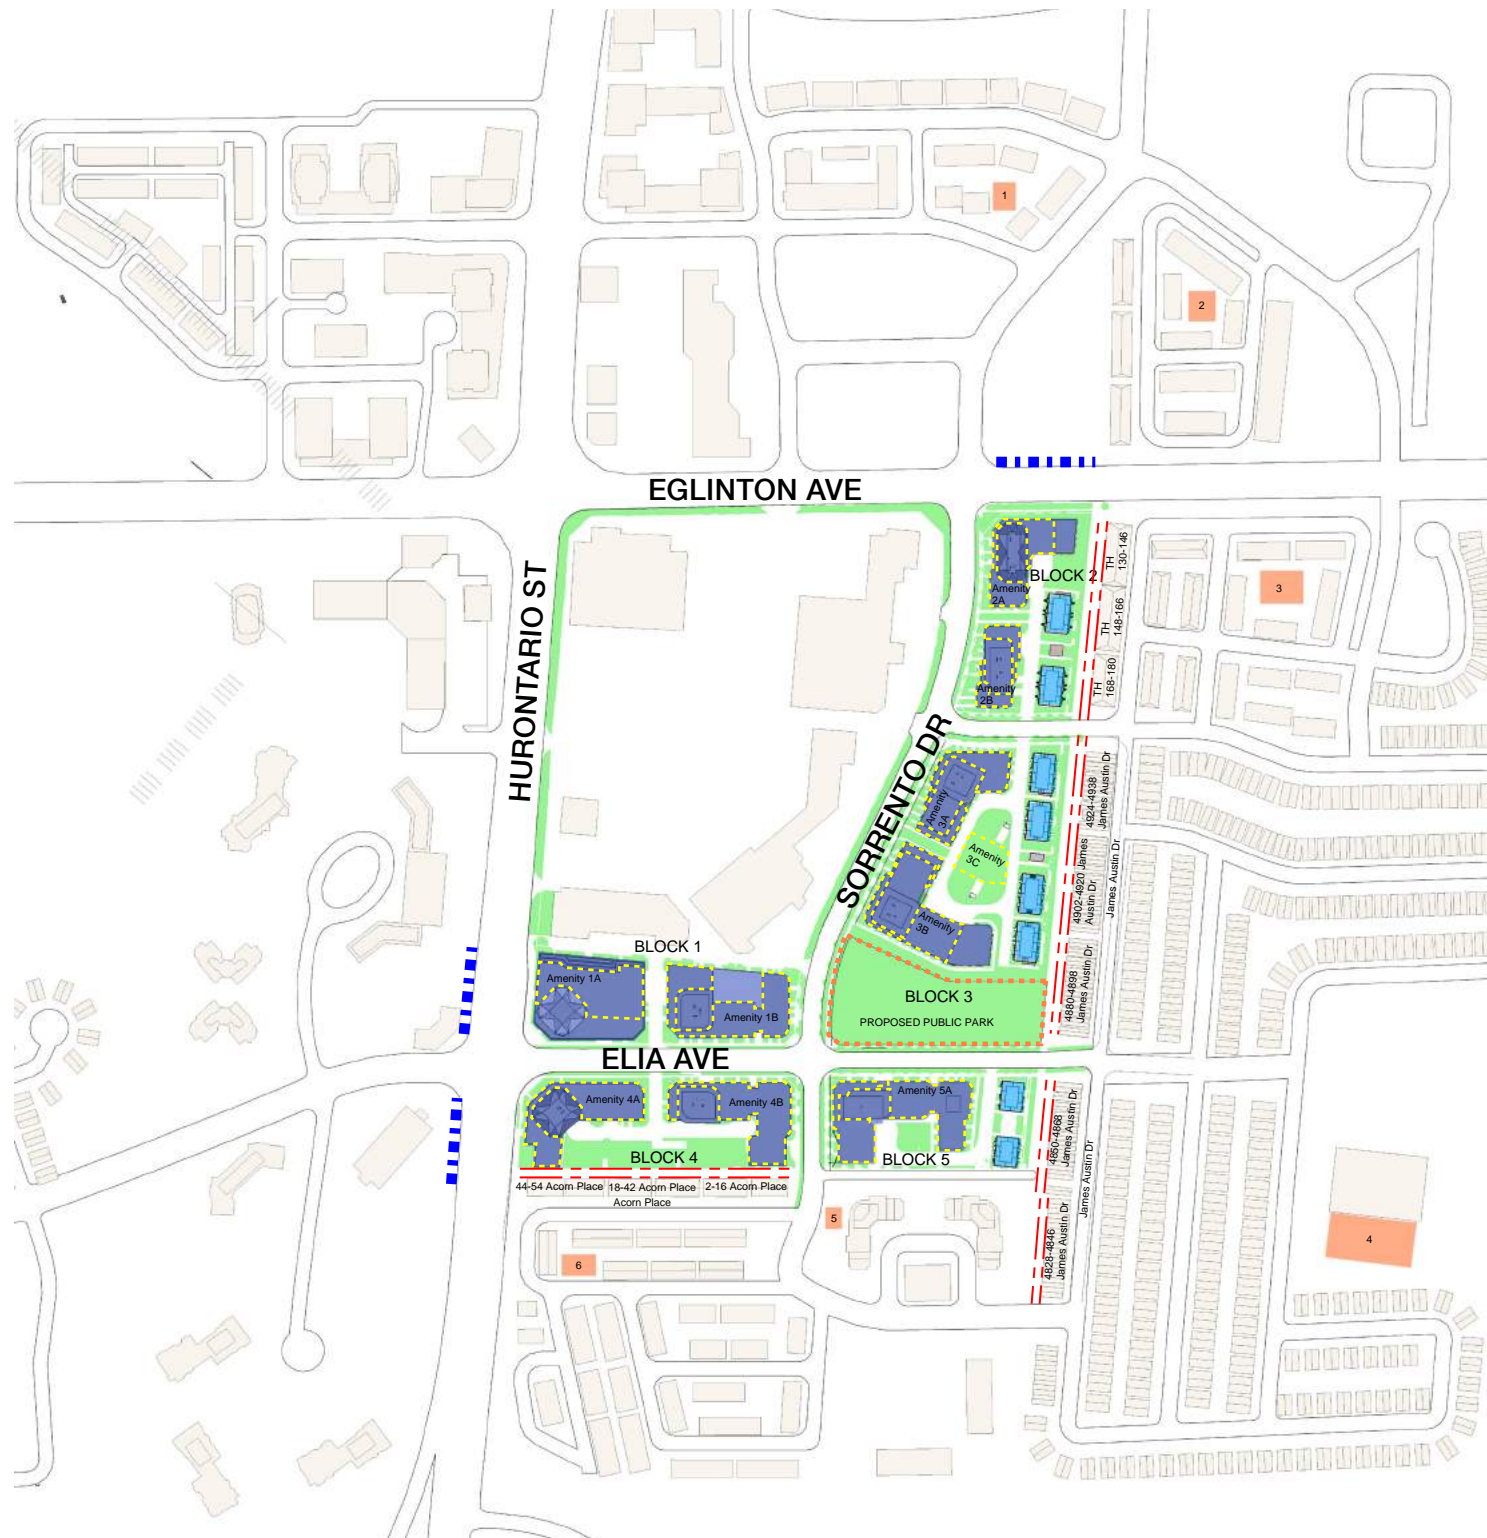 1
2
EGLINTON AVE
HURONTARIO ST
BLOCK 2
Amenity
2A
Amenity
2B
TH
130-146
TH
148-166
TH
168-180
3
SORRENTO DR
Amenity
3A
Amenity
3C
Amenity
3B
4924-4938
James Austin Dr
4902-4920 James
Austin Dr
James Austin Dr
4880-4898
James Austin Dr
BLOCK 1
Amenity 1A
Amenity 1B
BLOCK 3
PROPOSED PUBLIC PARK
ELIA AVE
Amenity 4A
Amenity 4B
Amenity 5A
BLOCK 4
BLOCK 5
4850-4868
James Austin Dr
James Austin Dr
44-54 Acorn Place
18-42 Acorn Place
2-16 Acorn Place
Acorn Place
4828-4846
James Austin Dr
5
6
4